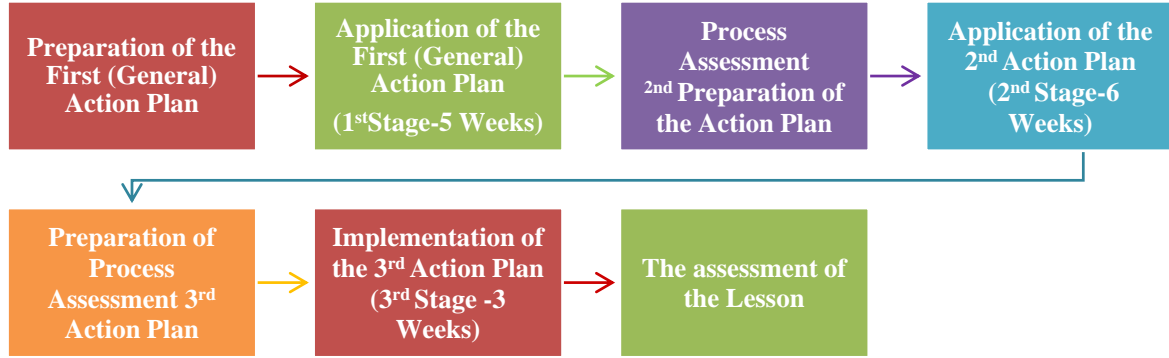 Preparation of the
First (General)
Action Plan
Application of the
First (General)
Action Plan
(1stStage-5 Weeks)
Process
Assessment
2nd Preparation of
the Action Plan
Application of the
2nd Action Plan
(2nd Stage-6
Weeks)
Preparation of
Process
Assessment 3rd
Action Plan
Implementation of
the 3rd Action Plan
(3rd Stage -3
Weeks)
The assessment of
the Lesson